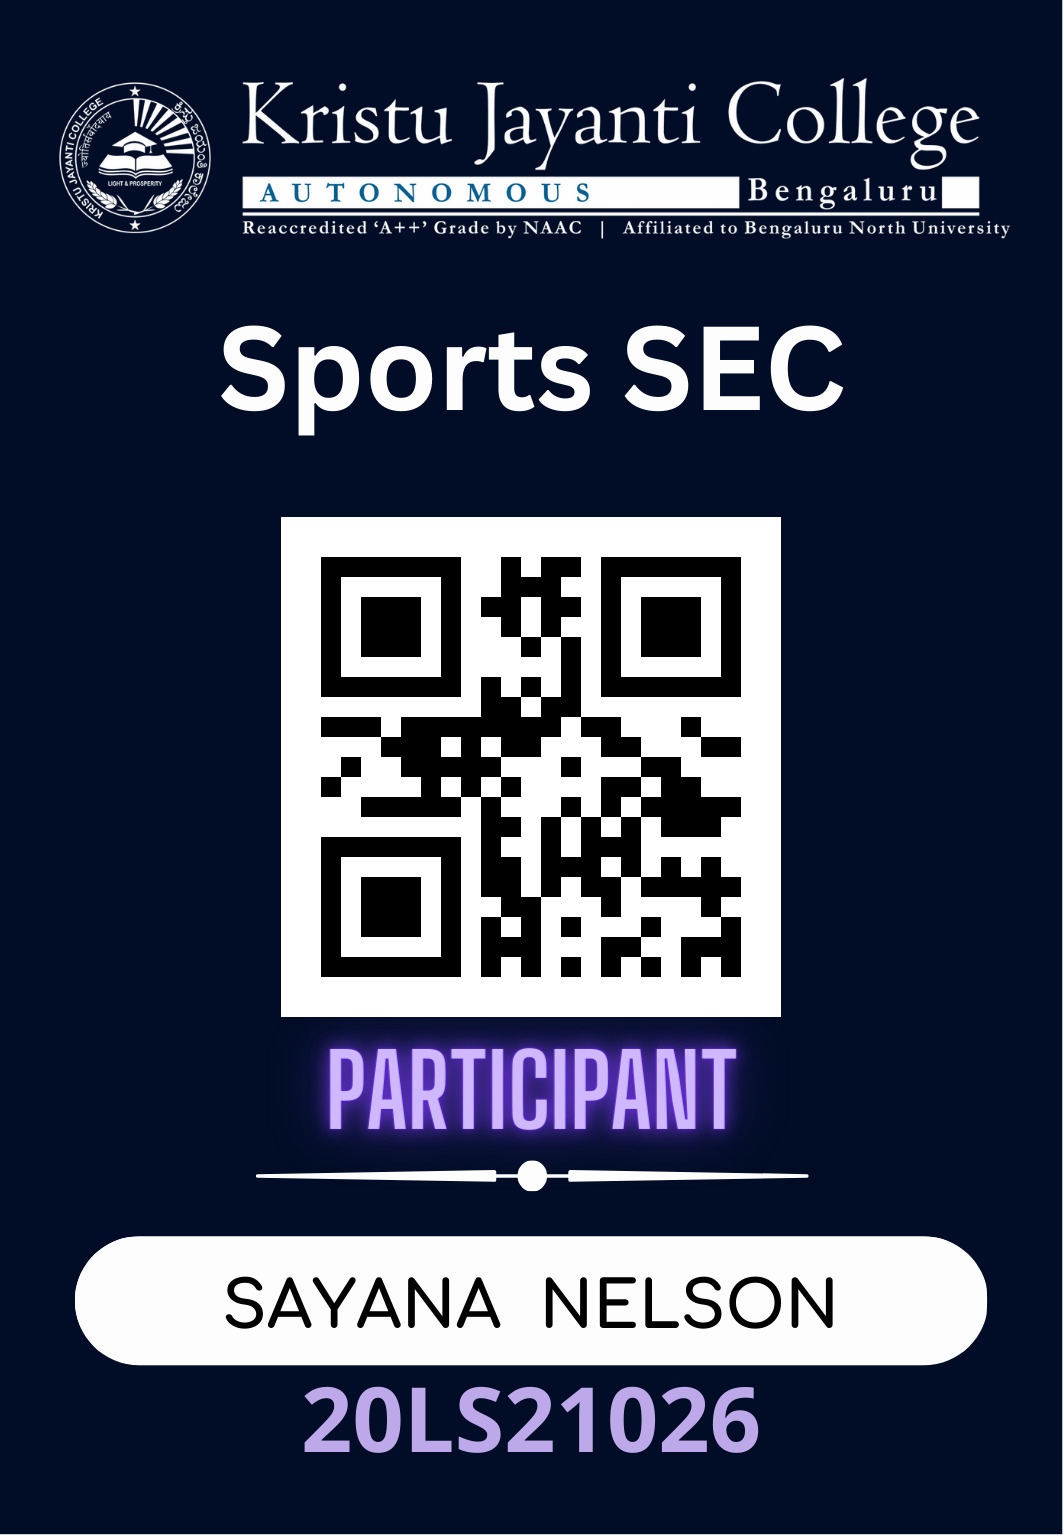 KRISTU JAYANTI COLLEGE
LIGHT & PROSPERITY
Kristu Jayanti College
AUTONOMOUS Bengaluru
Reaccredited ‘A++’ Grade by NAAC | Affiliated to Bengaluru North University
Sports SEC
PARTICIPANT
SAYANA NELSON
20LS21026